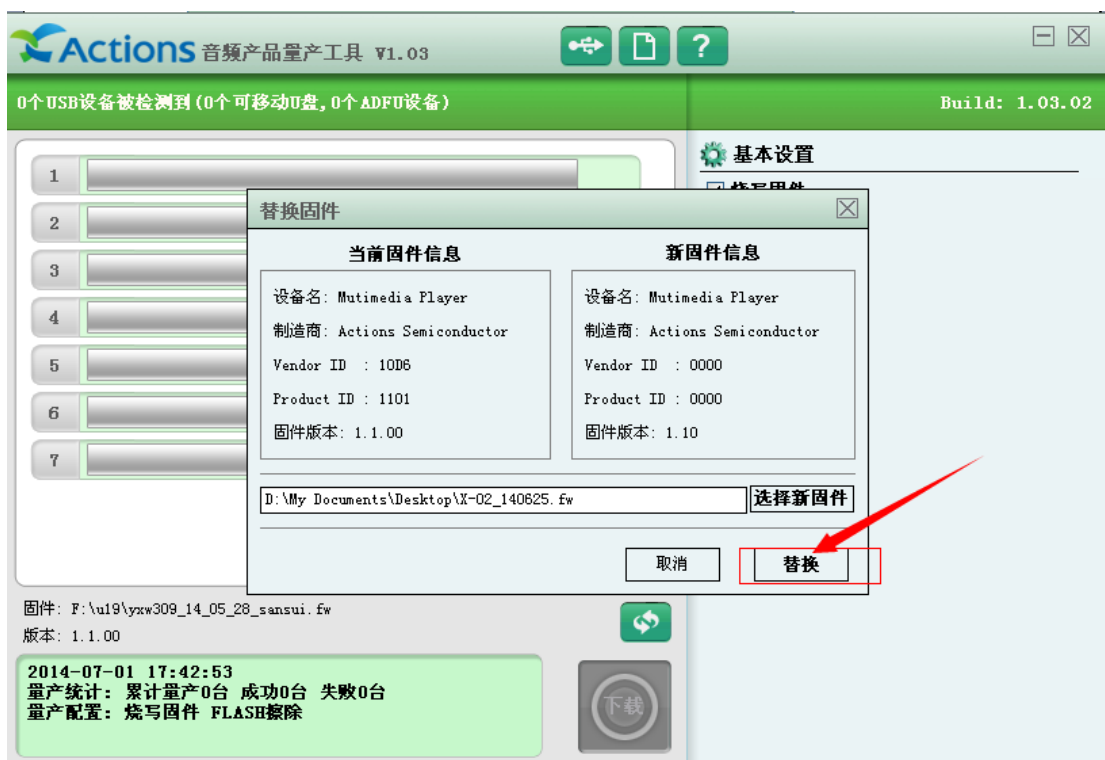 Actions 音频产品量产工具 V1.03
?
0个USB设备被检测到(0个可移动U盘,0个ADFU设备)
Build: 1.03.02
基本设置
烧写固件
1
2
3
4
5
6
7
替换固件
当前固件信息
设备名: Mutimedia Player
制造商: Actions Semiconductor
Vendor ID : 10D6
Product ID : 1101
固件版本: 1.1.00
新固件信息
设备名: Mutimedia Player
制造商: Actions Semiconductor
Vendor ID : 0000
Product ID : 0000
固件版本: 1.10
D:\My Documents\Desktop\X-02_140625.fw
选择新固件
取消
替换
固件: F:\u19\yxw309_14_05_28_sansui.fw
版本: 1.1.00
2014-07-01 17:42:53
量产统计: 累计量产0台 成功0台 失败0台
量产配置: 烧写固件 FLASH擦除
下载